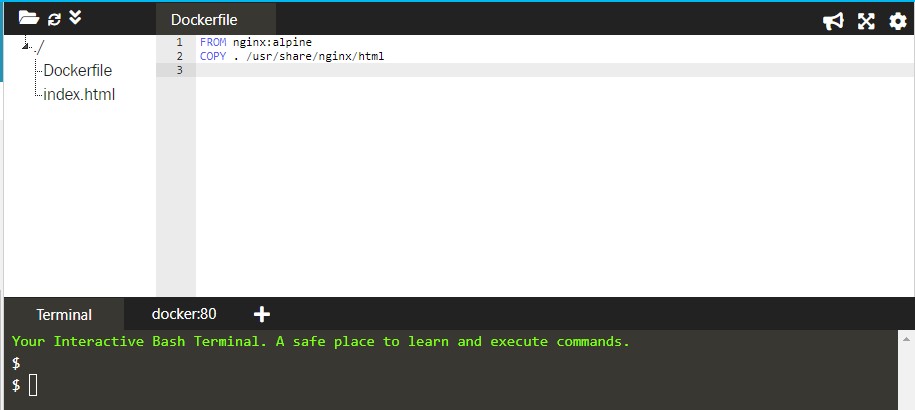 Dockerfile
./
Dockerfile
index.html
1 FROM nginx:alpine
2 COPY . /usr/share/nginx/html
3
Terminal docker:80 +
Your Interactive Bash Terminal. A safe place to learn and execute commands.
$
$